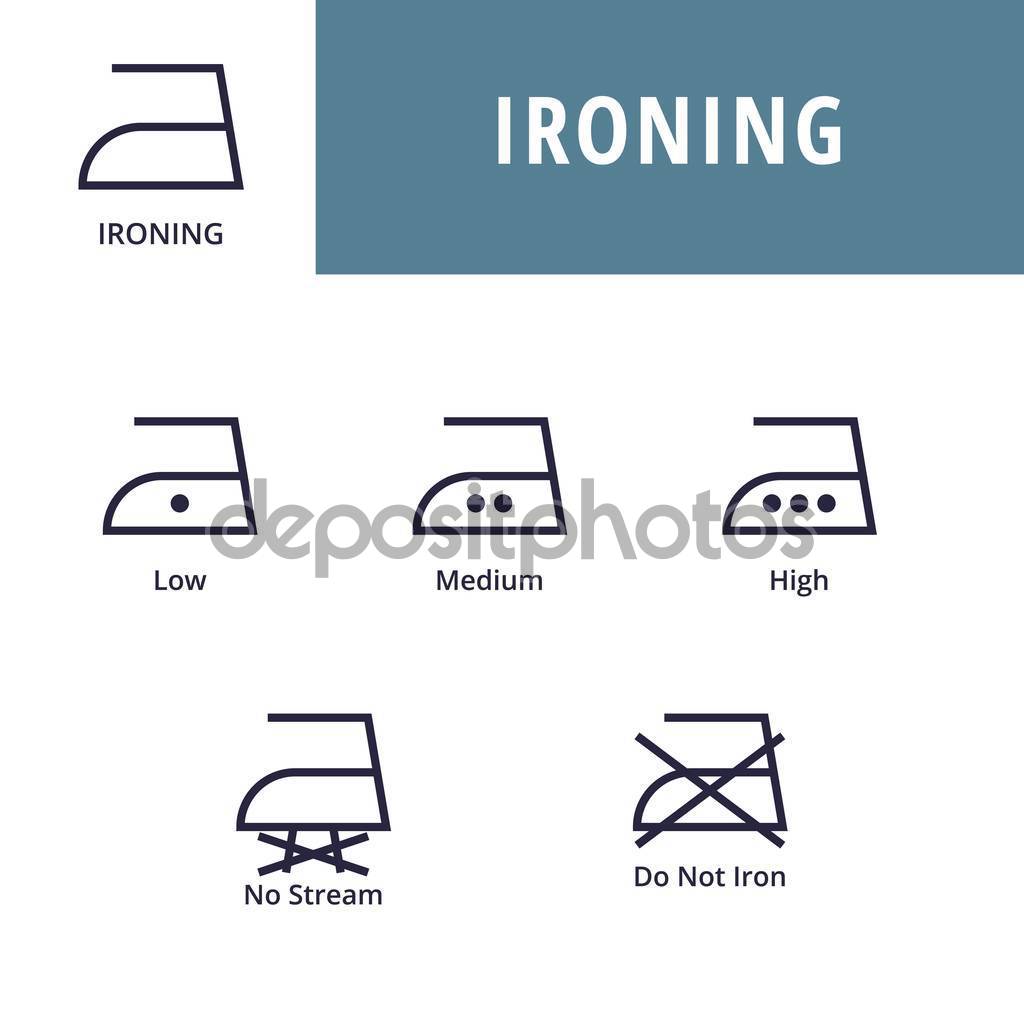 IRONING
IRONING
depositphotos
Low
Medium
High
No Stream
Do Not Iron